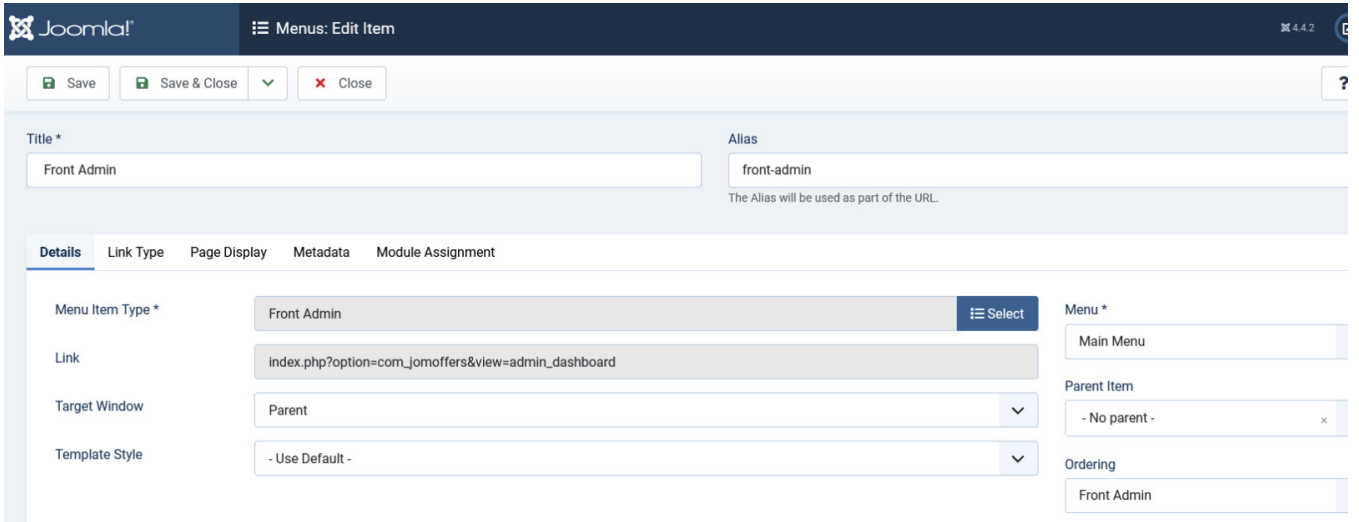 Joomla!® Menus: Edit Item 4.4.2
Save Save & Close Close ?
Title * Alias
Front Admin front-admin
The Alias will be used as part of the URL.
Details Link Type Page Display Metadata Module Assignment
Menu Item Type * Front Admin Select Menu *
Main Menu
Link index.php?option=com_jomoffers&view=admin_dashboard
Parent Item
Target Window Parent
- No parent - ×
Template Style - Use Default -
Ordering
Front Admin